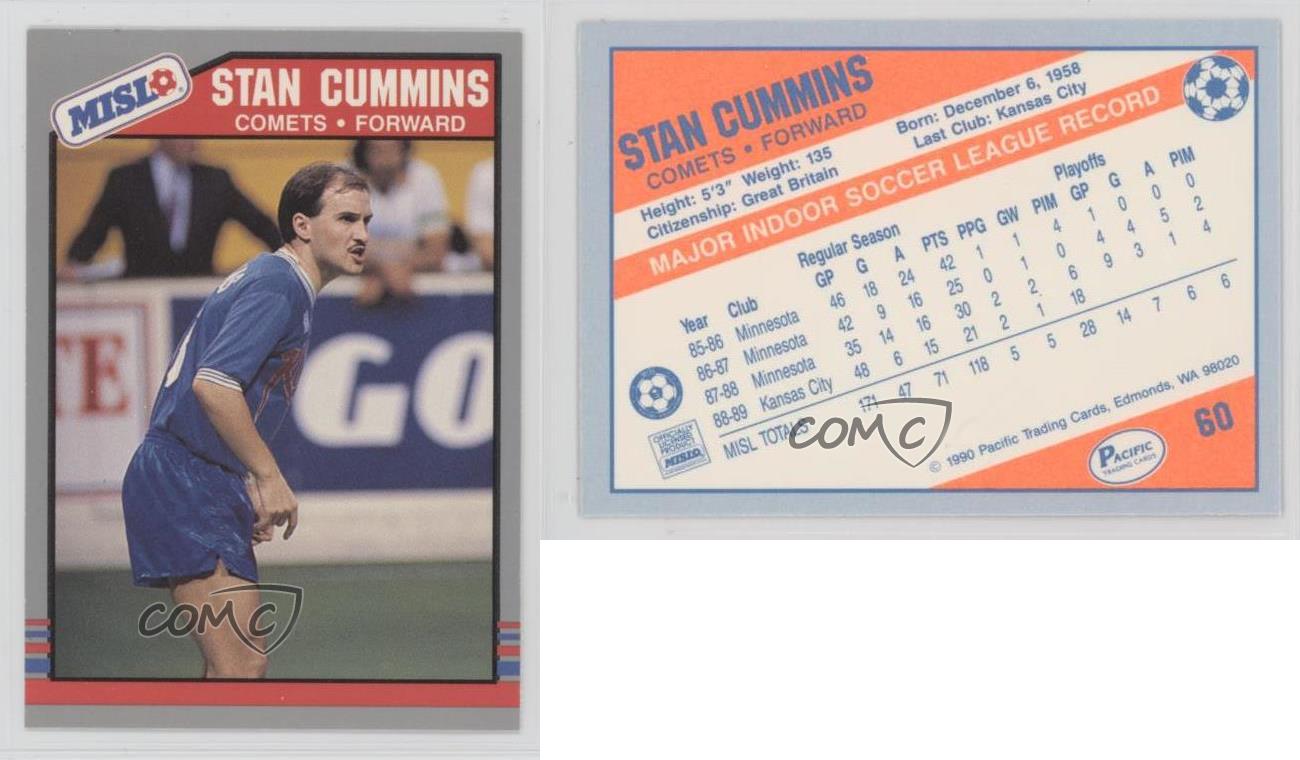 MISL
STAN CUMMINS
COMETS • FORWARD
TE
GO
COMC
STAN CUMMINS
COMETS • FORWARD
Height: 5'3" Weight: 135
Citizenship: Great Britain
Born: December 6, 1958
Last Club: Kansas City
MAJOR INDOOR SOCCER LEAGUE RECORD
Regular Season Playoffs
Year Club GP G A PTS PPG GW PIM GP G A PIM
85-86 Minnesota 46 18 24 42 1 1 4 1 0 0 0
86-87 Minnesota 42 9 16 25 0 1 0 4 4 5 2
87-88 Minnesota 35 14 16 30 2 2 6 9 3 1 4
88-89 Kansas City 48 6 15 21 2 1 18
MISL TOTALS 171 47 71 118 5 5 28 14 7 6 6
OFFICIALLY
LICENSED
PRODUCT
MISL
COMC
© 1990 Pacific Trading Cards, Edmonds, WA 98020
PACIFIC
TRADING CARDS
60